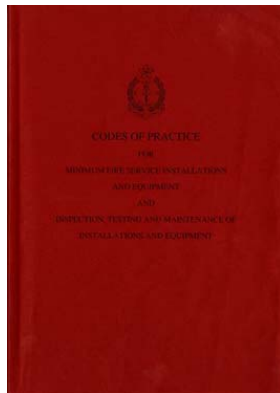 CODES OF PRACTICE
FOR
MINIMUM FIRE SERVICE INSTALLATIONS
AND EQUIPMENT
AND
INSPECTION, TESTING AND MAINTENANCE OF
INSTALLATIONS AND EQUIPMENT